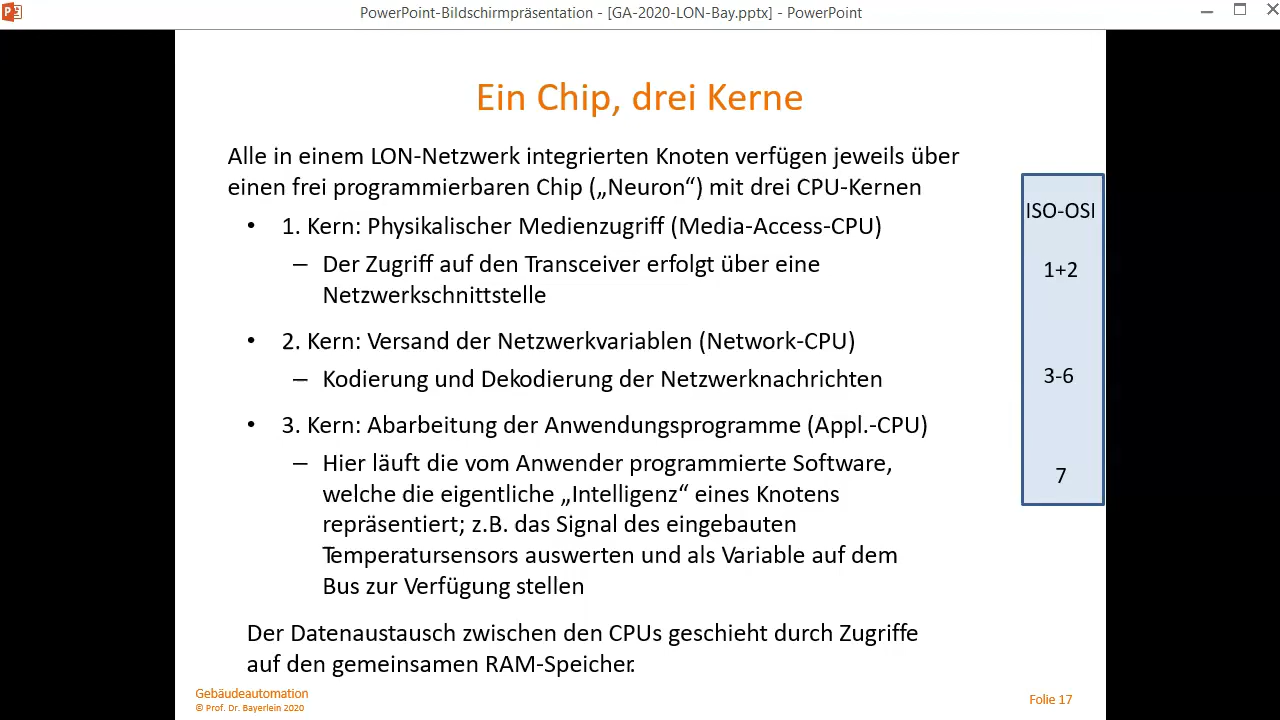 PowerPoint-Bildschirmpräsentation - [GA-2020-LON-Bay.pptx] - PowerPoint
Ein Chip, drei Kerne
Alle in einem LON-Netzwerk integrierten Knoten verfügen jeweils über
einen frei programmierbaren Chip („Neuron“) mit drei CPU-Kernen
• 1. Kern: Physikalischer Medienzugriff (Media-Access-CPU)
– Der Zugriff auf den Transceiver erfolgt über eine
Netzwerkschnittstelle
• 2. Kern: Versand der Netzwerkvariablen (Network-CPU)
– Kodierung und Dekodierung der Netzwerknachrichten
• 3. Kern: Abarbeitung der Anwendungsprogramme (Appl.-CPU)
– Hier läuft die vom Anwender programmierte Software,
welche die eigentliche „Intelligenz“ eines Knotens
repräsentiert; z.B. das Signal des eingebauten
Temperatursensors auswerten und als Variable auf dem
Bus zur Verfügung stellen
Der Datenaustausch zwischen den CPUs geschieht durch Zugriffe
auf den gemeinsamen RAM-Speicher.
ISO-OSI
1+2
3-6
7
Gebäudeautomation
© Prof. Dr. Bayerlein 2020
Folie 17